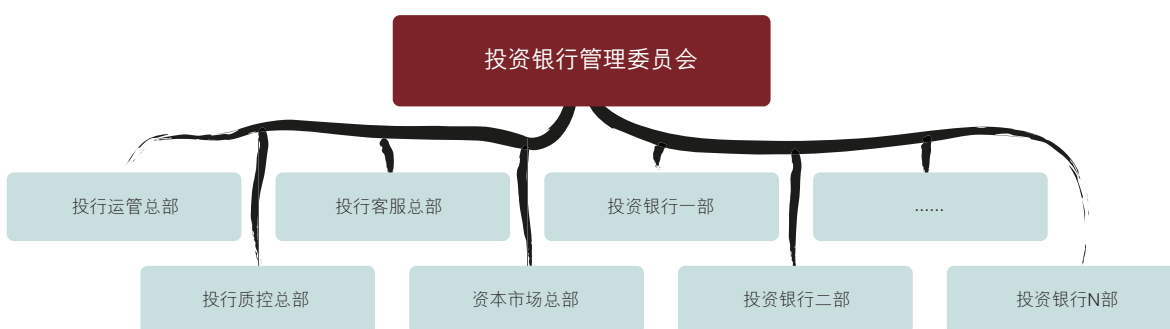 投资银行管理委员会
投行运管总部
投行客服总部
投资银行一部
......
投行质控总部
资本市场总部
投资银行二部
投资银行N部